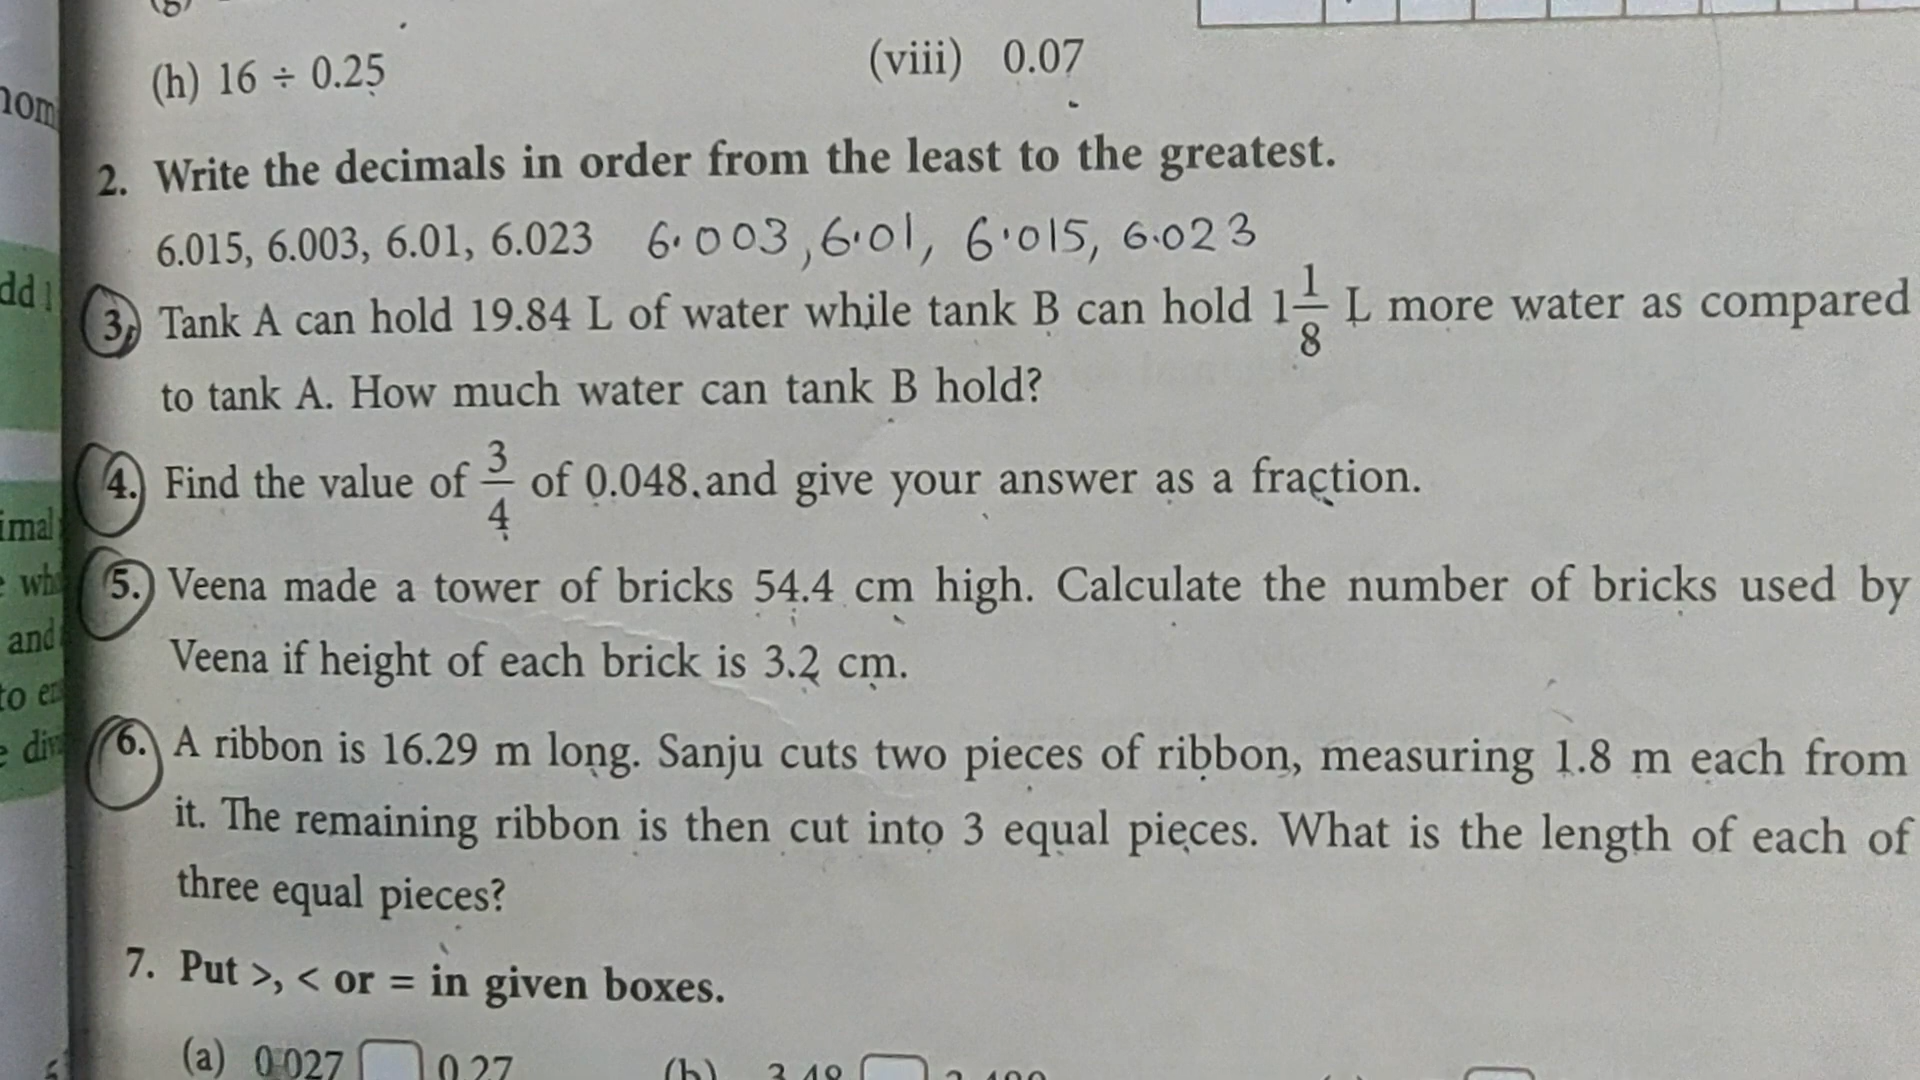 (h) 16 ÷ 0.25
(viii) 0.07
2. Write the decimals in order from the least to the greatest.
6.015, 6.003, 6.01, 6.023 6.003, 6.01, 6.015, 6.023
3. Tank A can hold 19.84 L of water while tank B can hold 1 1/8 L more water as compared
to tank A. How much water can tank B hold?
4. Find the value of 3/4 of 0.048 and give your answer as a fraction.
5. Veena made a tower of bricks 54.4 cm high. Calculate the number of bricks used by
Veena if height of each brick is 3.2 cm.
6. A ribbon is 16.29 m long. Sanju cuts two pieces of ribbon, measuring 1.8 m each from
it. The remaining ribbon is then cut into 3 equal pieces. What is the length of each of
three equal pieces?
7. Put >, < or = in given boxes.
(a) 0.027 0.27
(b)